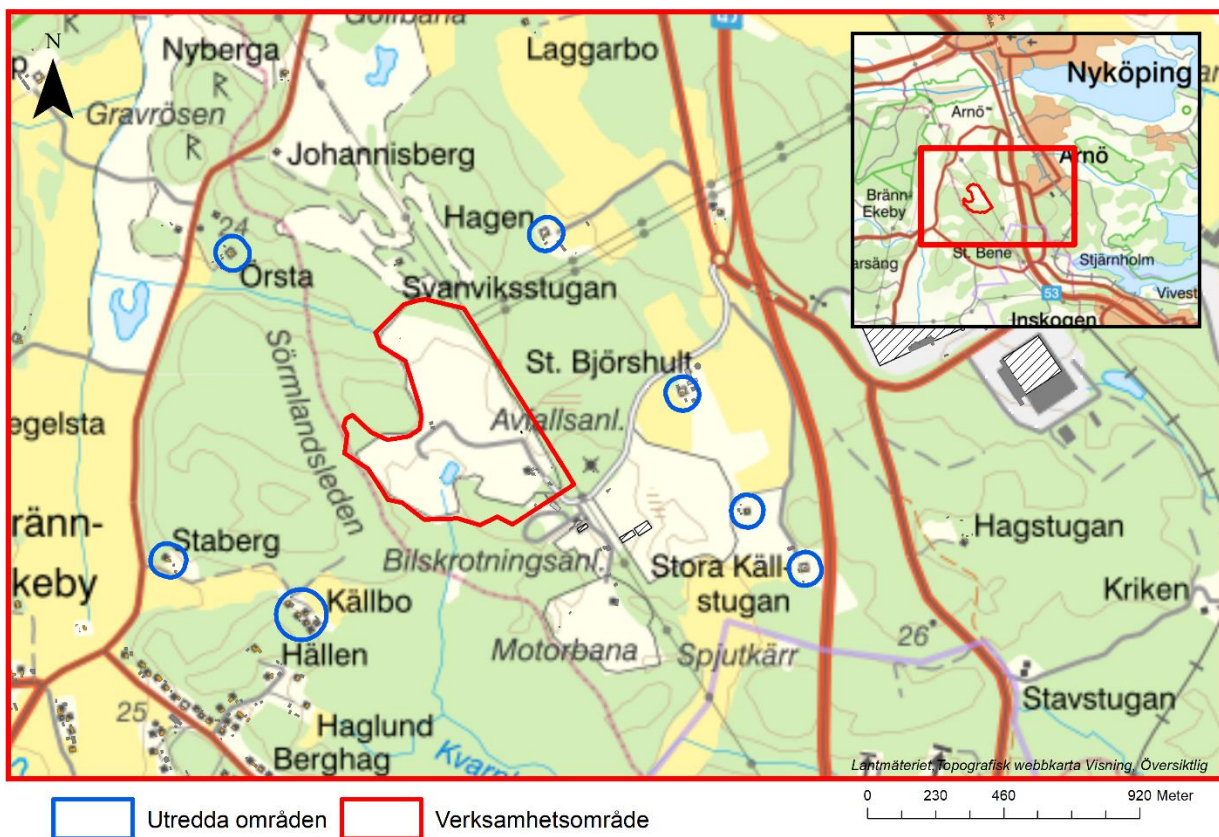 Golfbana
N
Nyberga
Laggarbo
Gravrösen
Johannisberg
Hagen
24
Örsta
Svanviksstugan
Sörmlandsleden
St. Björshult
Avfallsanl.
egelsta
ränn-
keby
Staberg
Bilskrotningsanl.
Stora Käll-
stugan
Hagstugan
Källbo
Kriken
Hällen
Motorbana
Spjutkärr
26
25
Stavstugan
Haglund
Berghag
Nyköping
Arnö
Arnö
Bränn-
Ekeby
arsäng
St. Bene
Stjärnholm
53
Vivest
Inskogen
Lantmäteriet, Topografisk webbkarta Visning, Översiktlig
Utredda områden
Verksamhetsområde
0 230 460 920 Meter